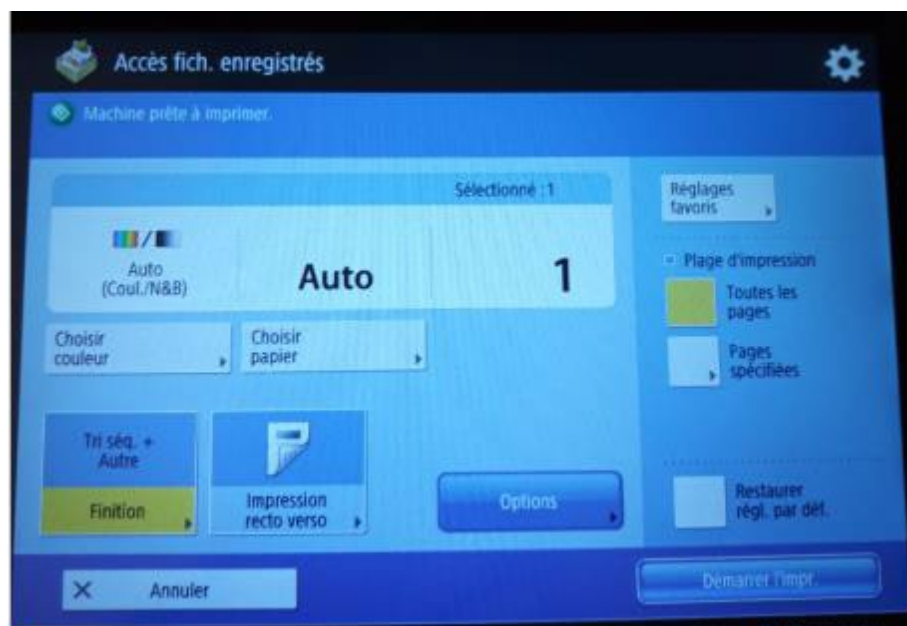 Accès fich. enregistrés
Machine prête à imprimer.
Sélectionné : 1
Auto
(Coul./N&B)
Auto
1
Choisir
couleur
Choisir
papier
Tri séq. +
Autre
Finition
Impression
recto verso
Options
Réglages
favoris
Plage d'impression
Toutes les
pages
Pages
spécifiées
Restaurer
régl. par déf.
Annuler
Démarrer l'impr.